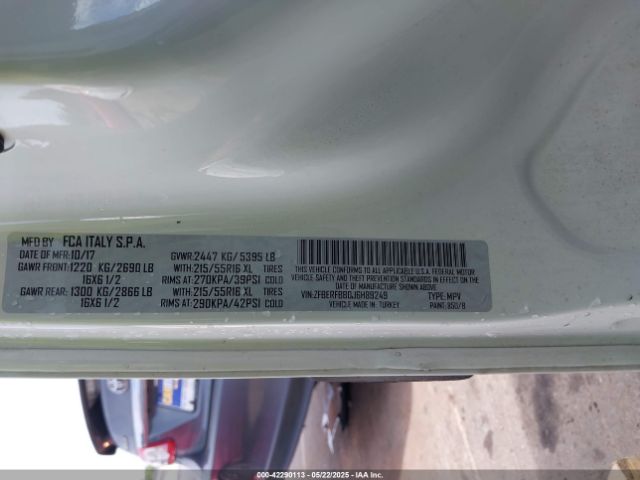 MFD BY FCA ITALY S.P.A.
DATE OF MFR: 10/17 GVWR: 2447 KG/ 5395 LB
GAWR FRONT: 1220 KG/ 2690 LB WITH: 215/55R16 XL TIRES
16X6 1/2 RIMS AT: 270KPA/39PSI COLD
GAWR REAR: 1300 KG/ 2866 LB WITH: 215/55R16 XL TIRES
16X6 1/2 RIMS AT: 290KPA/42PSI COLD
THIS VEHICLE CONFORMS TO ALL APPLICABLE U.S.A. FEDERAL MOTOR
VEHICLE SAFETY AND THEFT PREVENTION STANDARDS IN EFFECT ON THE
DATE OF MANUFACTURE SHOWN ABOVE
VIN: ZFBERFBB0J6H89249 TYPE: MPV
VEHICLE MADE IN: TURKEY PAINT: 350/B
000-42290113 - 05/22/2025 - IAA Corp.